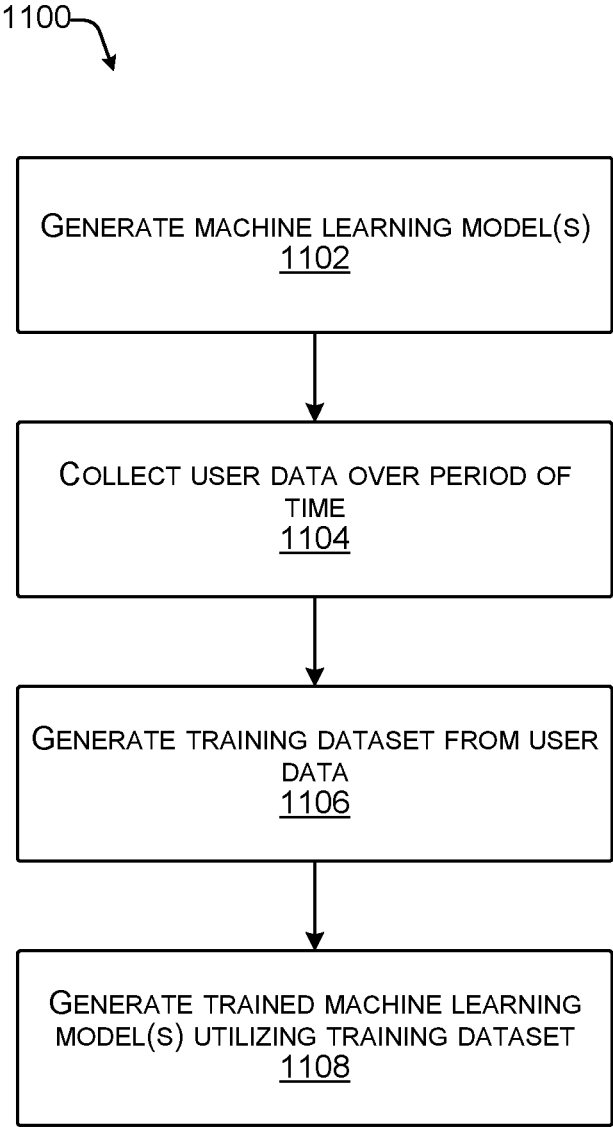 1100
GENERATE MACHINE LEARNING MODEL(S)
1102
COLLECT USER DATA OVER PERIOD OF
TIME
1104
GENERATE TRAINING DATASET FROM USER
DATA
1106
GENERATE TRAINED MACHINE LEARNING
MODEL(S) UTILIZING TRAINING DATASET
1108